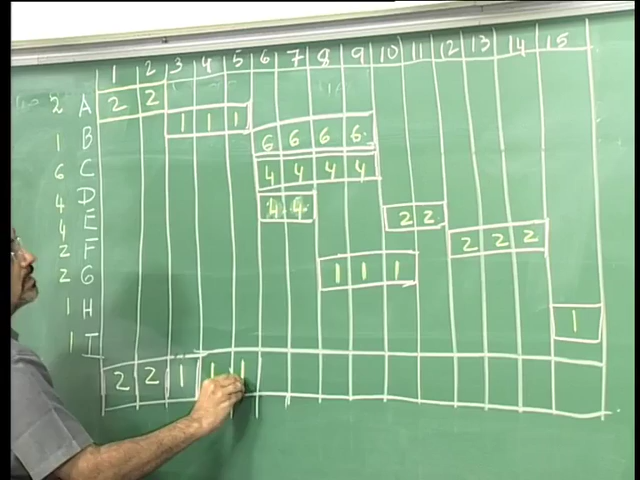 1 2 3 4 5 6 7 8 9 10 11 12 13 14 15
2 A 2 2
1 B 1 1 1
6 C 6 6 6 6
4 D 4 4 4 4
4 E 4 4 2 2
2 F 2 2 2
2 G 1 1 1
1 H 1
1 I
2 2 1 1 1